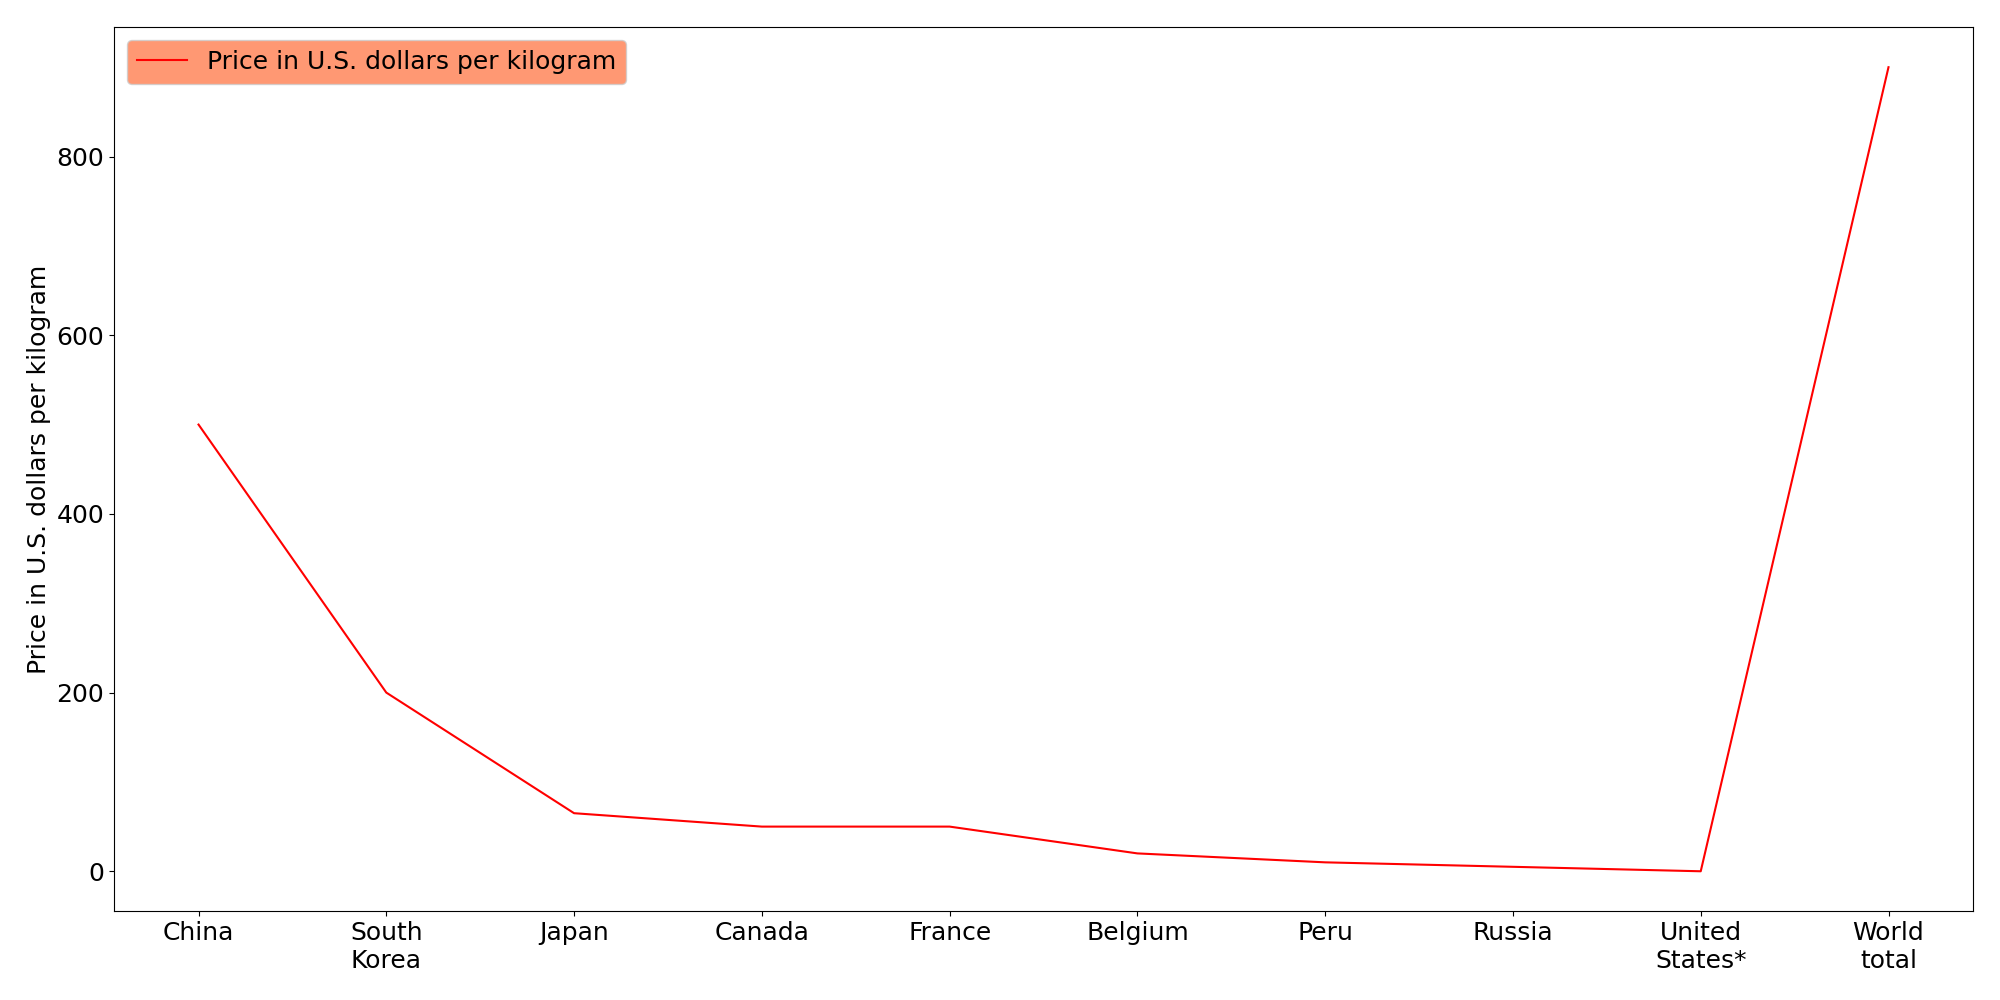 Price in U.S. dollars per kilogram
Price in U.S. dollars per kilogram
800
600
400
200
0
China
South
Korea
Japan
Canada
France
Belgium
Peru
Russia
United
States*
World
total